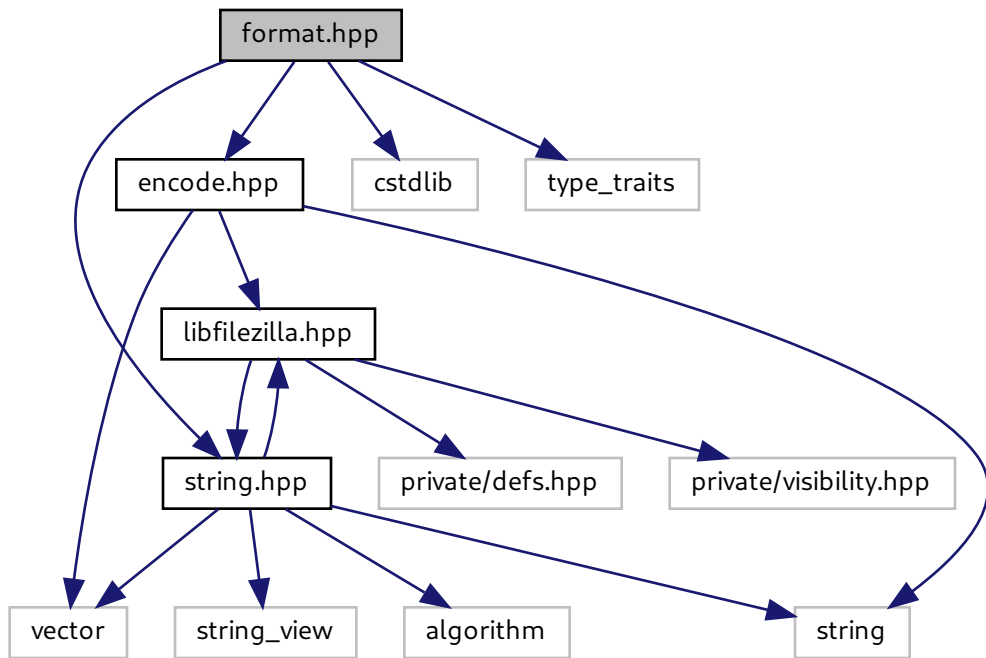 format.hpp
encode.hpp
cstdlib
type_traits
libfilezilla.hpp
string.hpp
private/defs.hpp
private/visibility.hpp
vector
string_view
algorithm
string